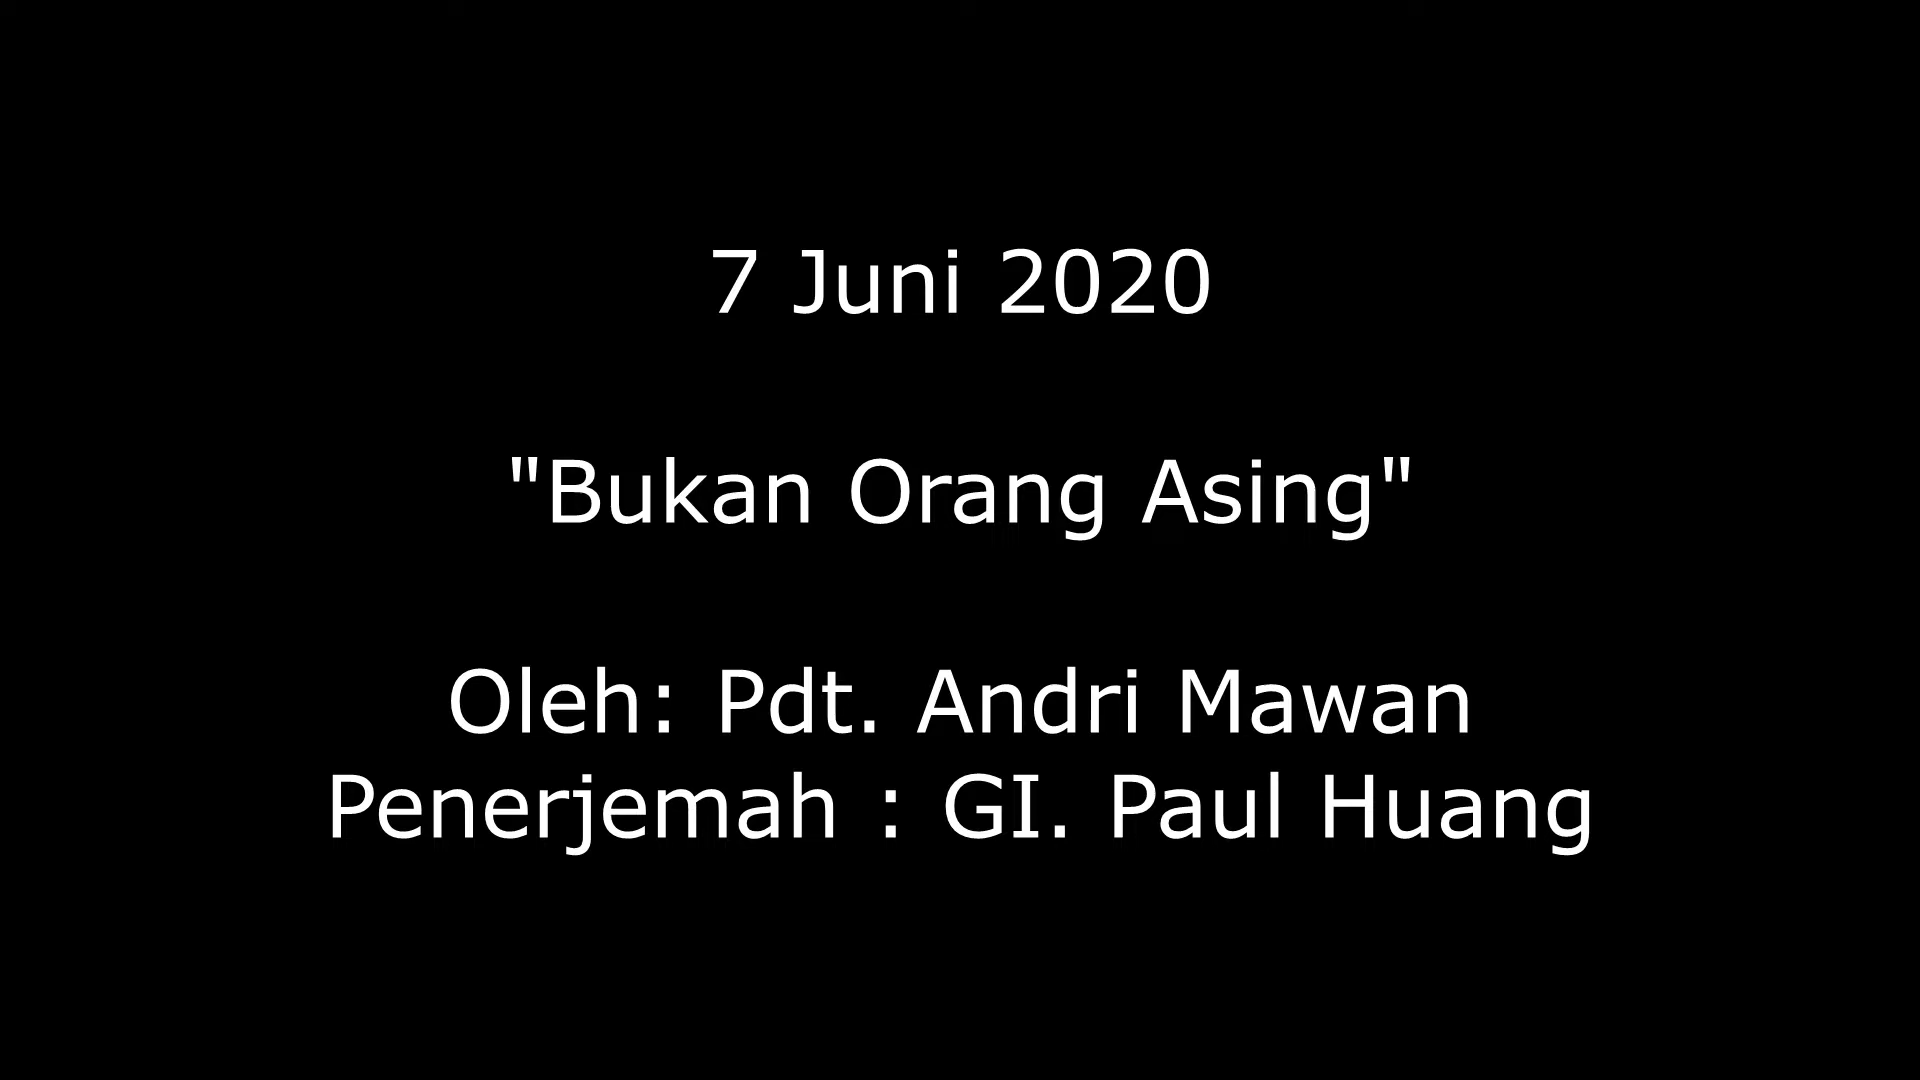 7 Juni 2020
"Bukan Orang Asing"
Oleh: Pdt. Andri Mawan
Penerjemah : GI. Paul Huang